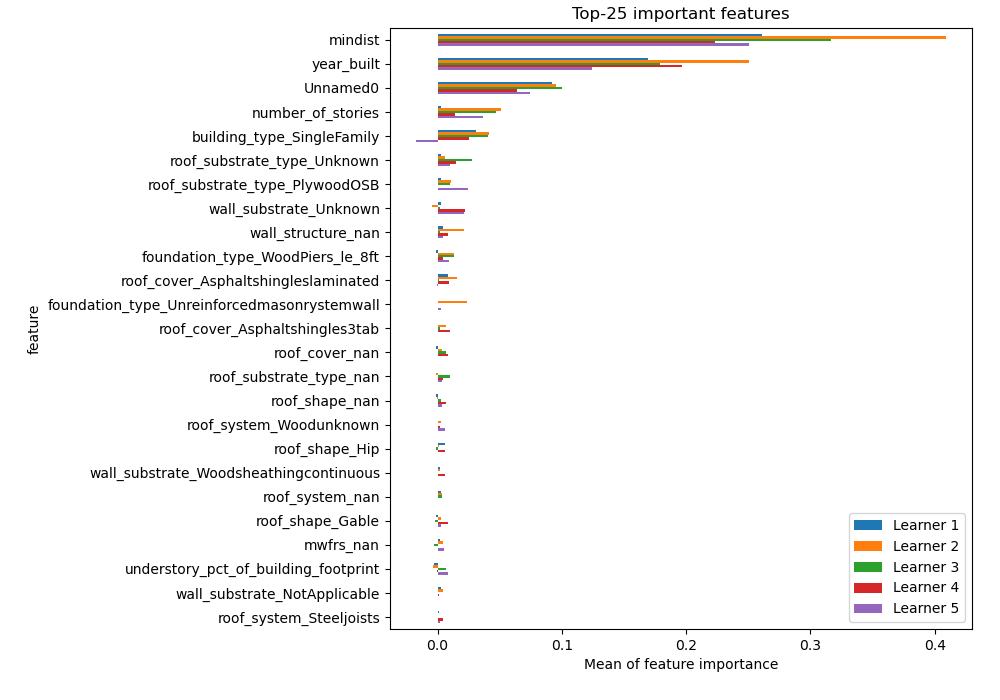 Top-25 important features
mindist
year_built
Unnamed0
number_of_stories
building_type_SingleFamily
roof_substrate_type_Unknown
roof_substrate_type_PlywoodOSB
wall_substrate_Unknown
wall_structure_nan
foundation_type_WoodPiers_le_8ft
roof_cover_Asphaltshingleslaminated
foundation_type_Unreinforcedmasonrystemwall
roof_cover_Asphaltshingles3tab
roof_cover_nan
roof_substrate_type_nan
roof_shape_nan
roof_system_Woodunknown
roof_shape_Hip
wall_substrate_Woodsheathingcontinuous
roof_system_nan
roof_shape_Gable
mwfrs_nan
understory_pct_of_building_footprint
wall_substrate_NotApplicable
roof_system_Steeljoists
feature
Learner 1
Learner 2
Learner 3
Learner 4
Learner 5
0.0 0.1 0.2 0.3 0.4
Mean of feature importance